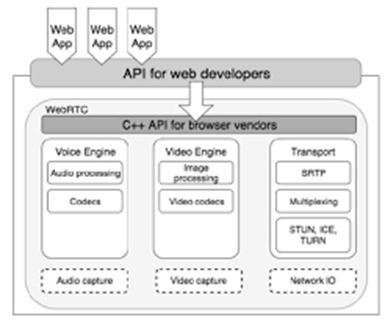 Web
App
Web
App
Web
App
API for web developers
WebRTC
C++ API for browser vendors
Voice Engine
Video Engine
Transport
Audio processing
Image
processing
SRTP
Codecs
Video codecs
Multiplexing
STUN, ICE,
TURN
Audio capture
Video capture
Network IO